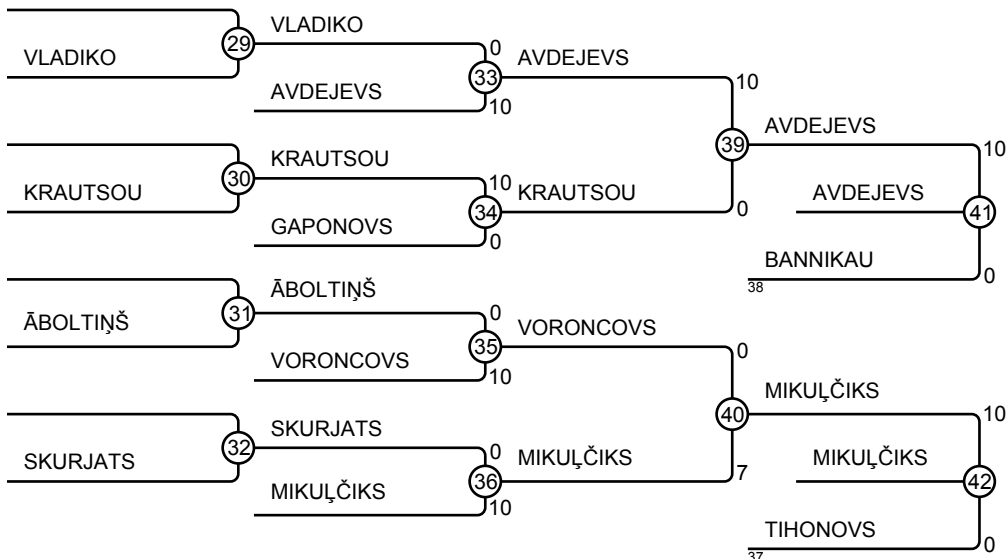 VLADIKO
29
VLADIKO
0
AVDEJEVS
33
AVDEJEVS
10
10
AVDEJEVS
39
KRAUTSOU
30
KRAUTSOU
10
KRAUTSOU
34
GAPONOVS
0
0
10
AVDEJEVS
41
BANNIKAU
38
0
ĀBOLTIŅŠ
31
ĀBOLTIŅŠ
0
VORONCOVS
35
VORONCOVS
10
0
MIKUĻČIKS
40
SKURJATS
32
SKURJATS
0
MIKUĻČIKS
36
MIKUĻČIKS
10
7
10
MIKUĻČIKS
42
TIHONOVS
37
0